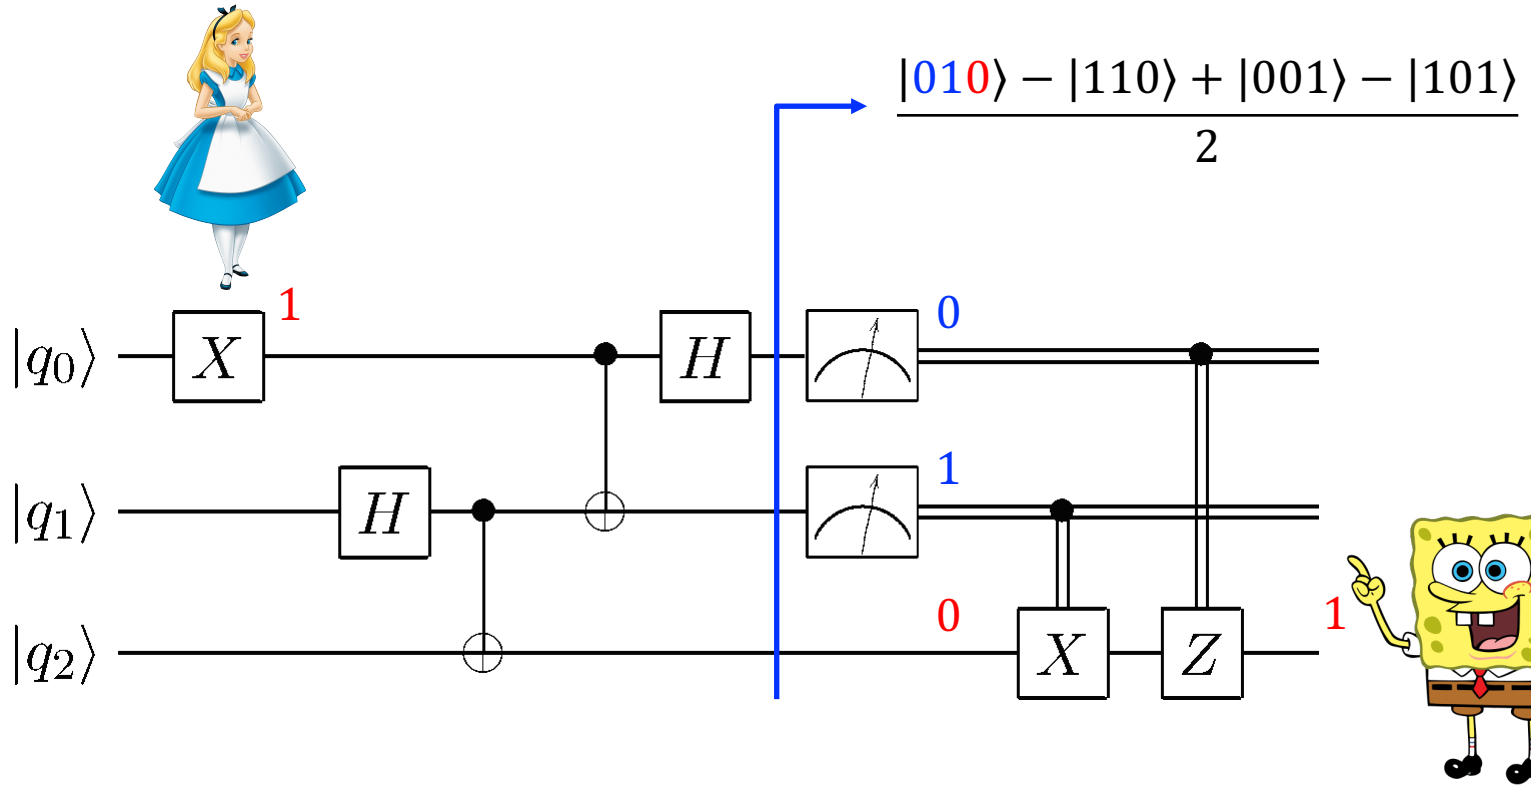 |010⟩ − |110⟩ + |001⟩ − |101⟩
2
1
0
|q₀⟩ X H
1
|q₁⟩ H
0
1
|q₂⟩ X Z